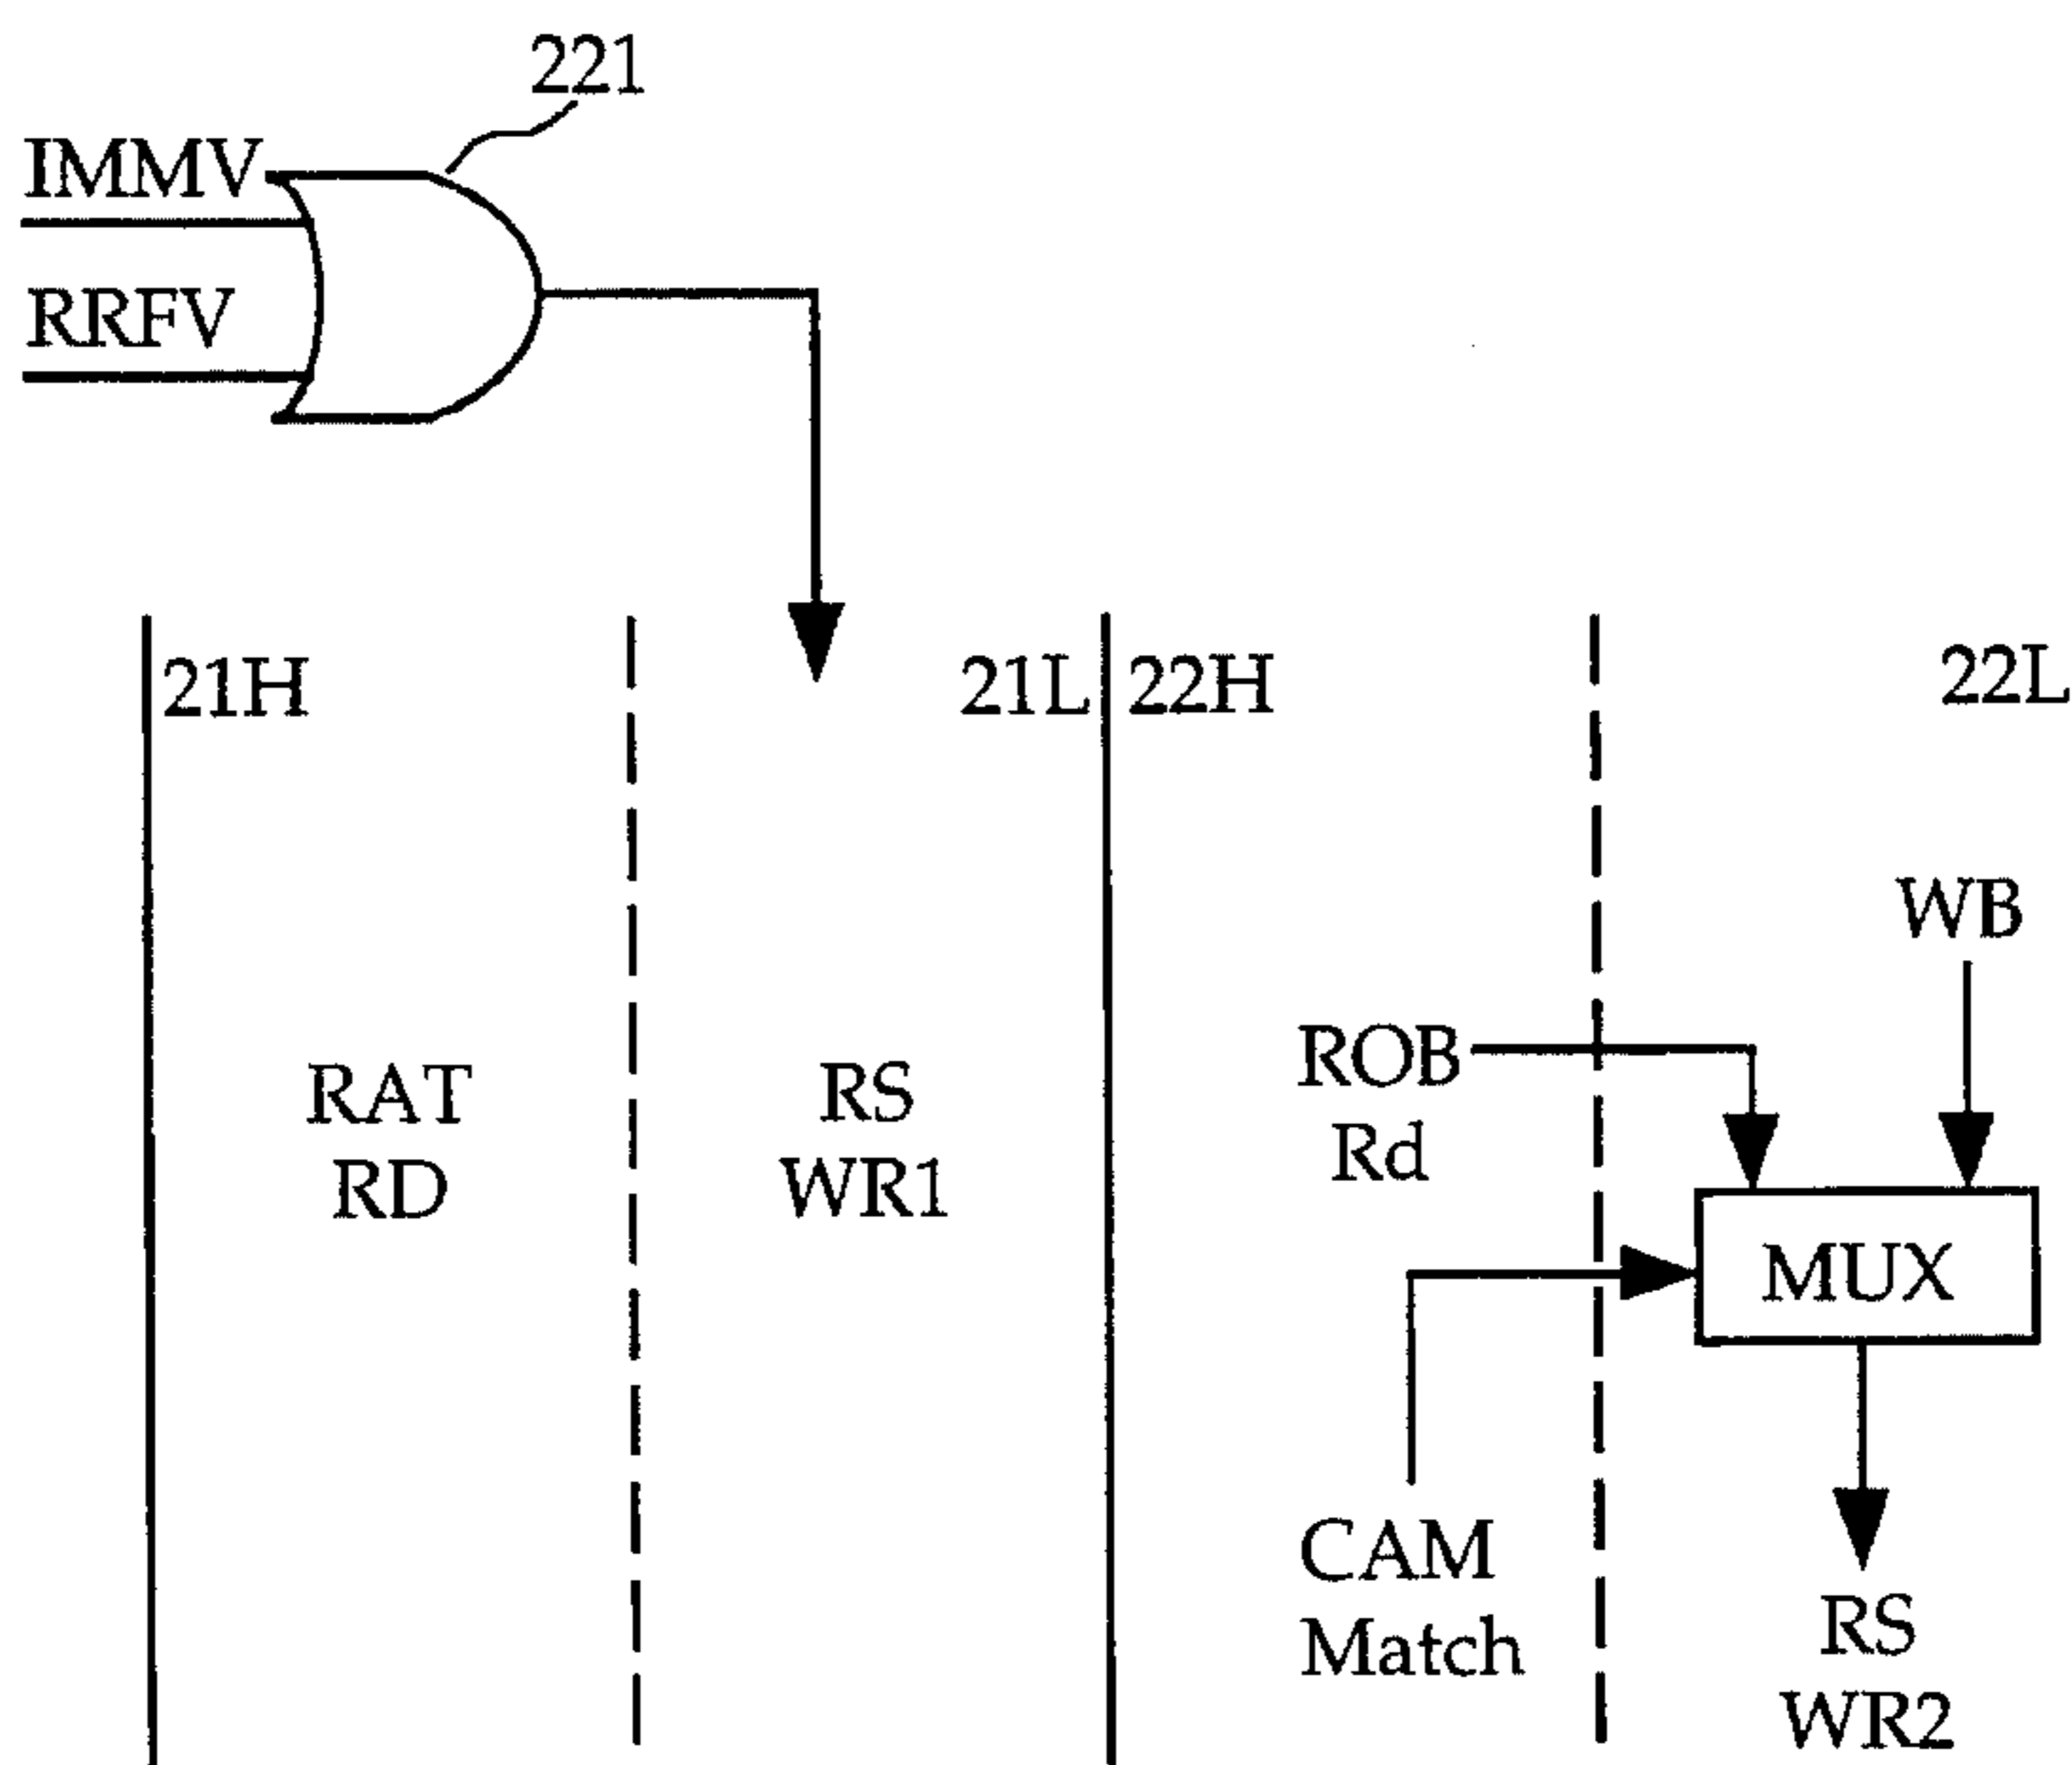 221
IMMV
RRFV
21H
21L
22H
22L
WB
RAT
RD
RS
WR1
ROB
Rd
MUX
CAM
Match
RS
WR2